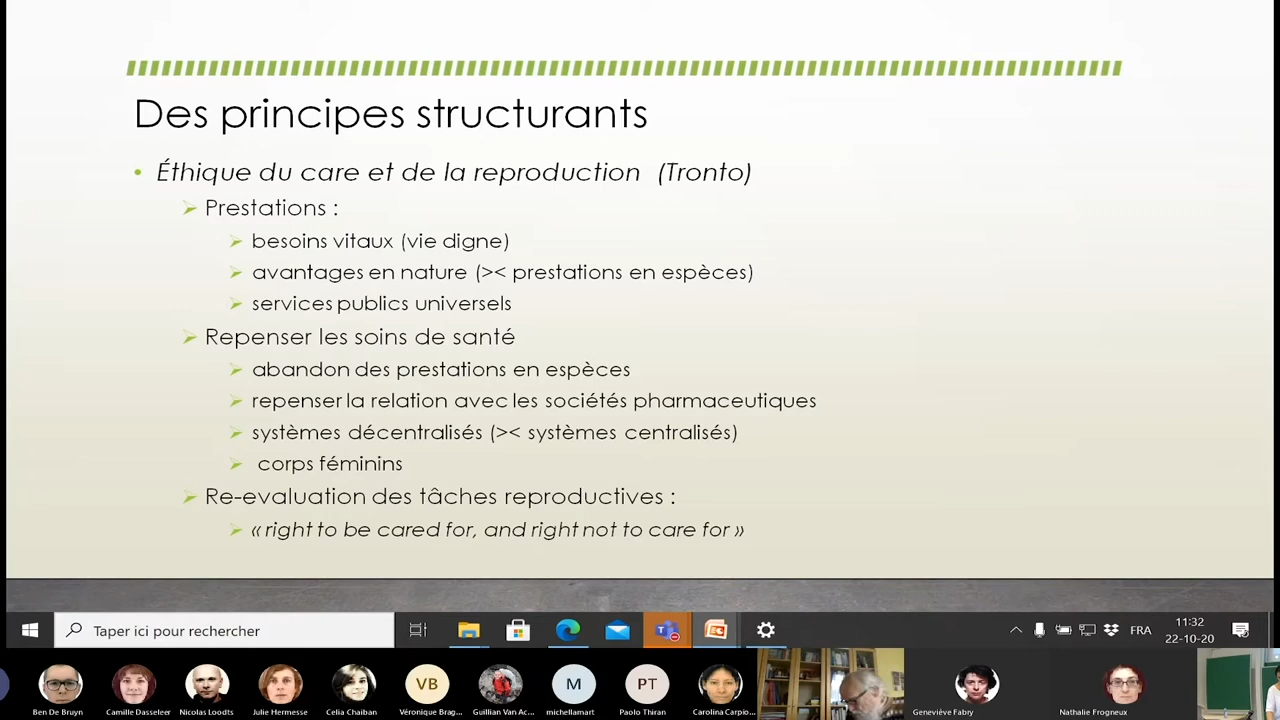 Des principes structurants
• Éthique du care et de la reproduction (Tronto)
Prestations :
besoins vitaux (vie digne)
avantages en nature (>< prestations en espèces)
services publics universels
Repenser les soins de santé
abandon des prestations en espèces
repenser la relation avec les sociétés pharmaceutiques
systèmes décentralisés (>< systèmes centralisés)
corps féminins
Re-evaluation des tâches reproductives :
« right to be cared for, and right not to care for »
Taper ici pour rechercher
FRA
11:32
22-10-20
VB
M
PT
Ben De Bruyn
Camille Dasseleer
Nicolas Loodts
Julie Hermesse
Celia Chaiban
Véronique Brag...
Guillian Van Ac...
michellamart
Paolo Thiran
Carolina Carpio...
Geneviève Fabry
Nathalie Frogneux